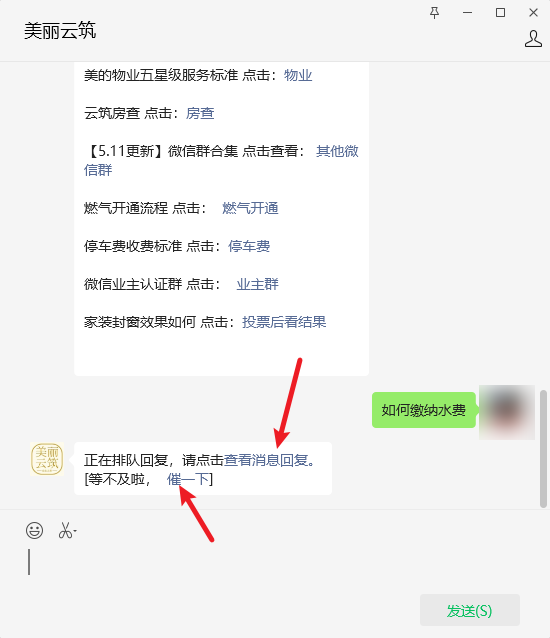 美丽云筑
美的物业五星级服务标准 点击：物业
云筑房查 点击：房查
【5.11更新】微信群合集 点击查看： 其他微
信群
燃气开通流程 点击： 燃气开通
停车费收费标准 点击：停车费
微信业主认证群 点击： 业主群
家装封窗效果如何 点击：投票后看结果
如何缴纳水费
美丽
云筑
正在排队回复，请点击查看消息回复。
[等不及啦， 催一下]
发送(S)